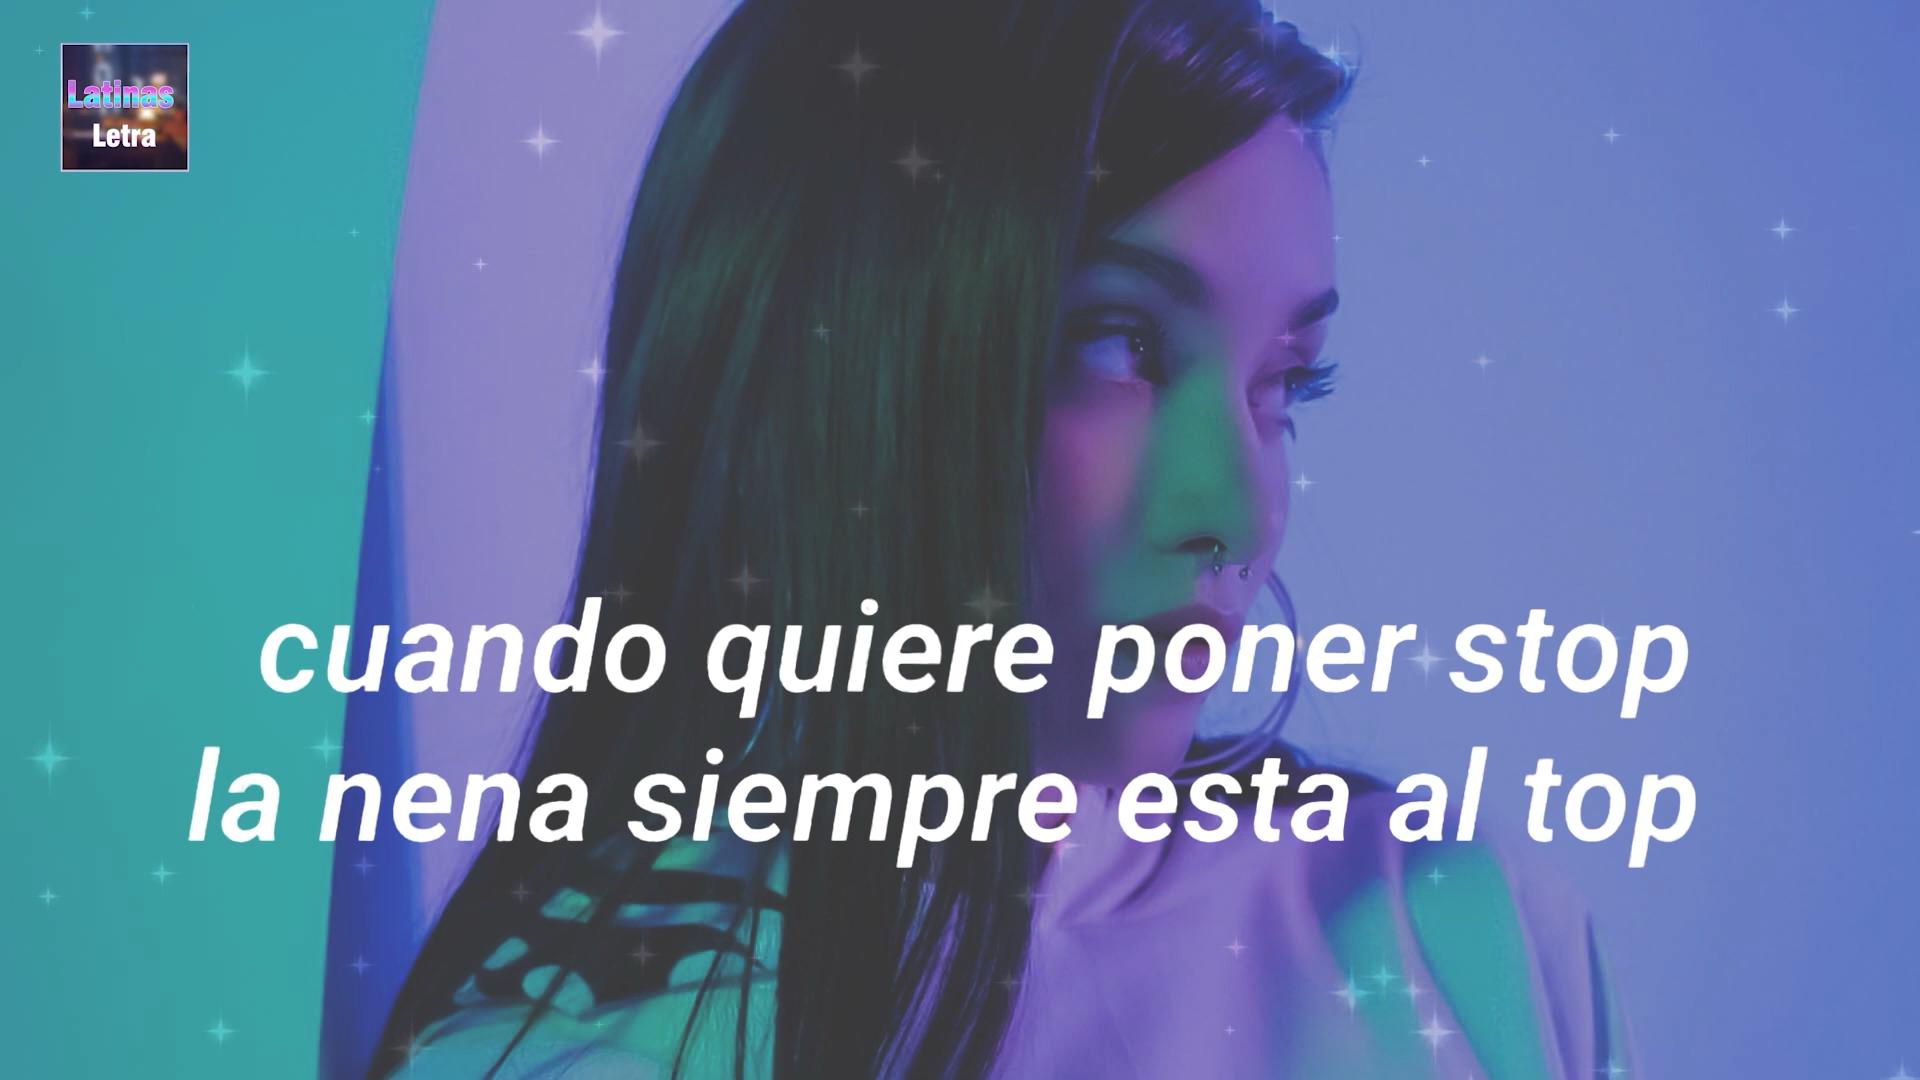 Latinas
Letra
cuando quiere poner stop
la nena siempre esta al top